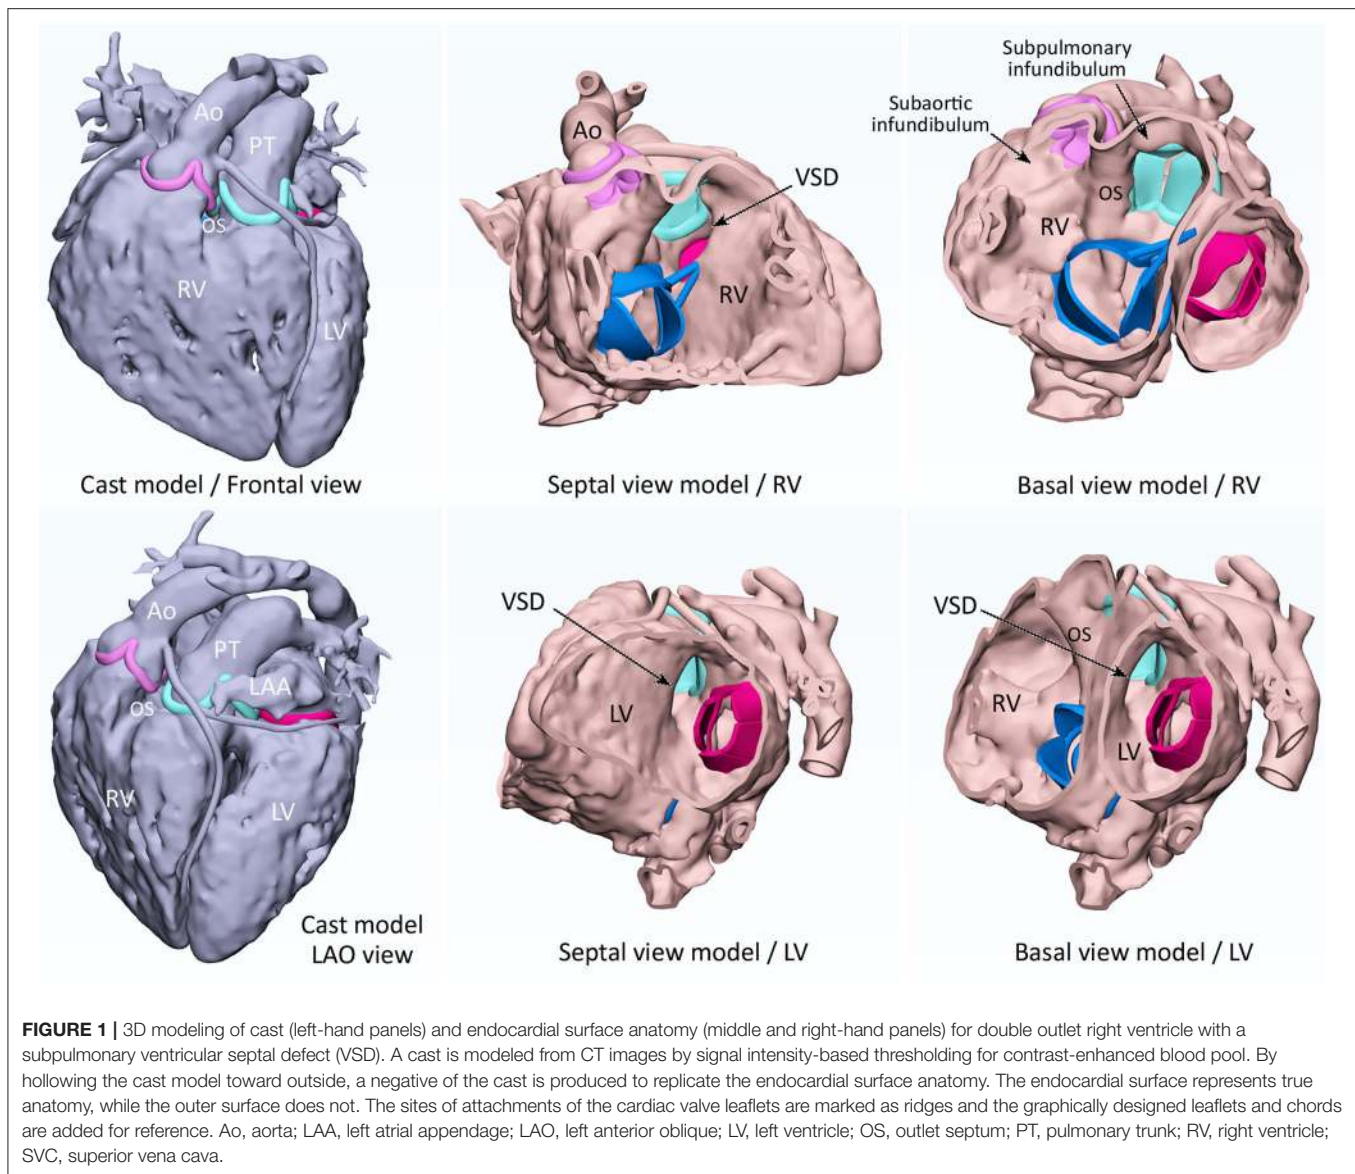 Ao
PT
OS
RV
LV
Cast model / Frontal view
Ao
VSD
RV
Septal view model / RV
Subpulmonary
infundibulum
Subaortic
infundibulum
OS
RV
Basal view model / RV
Ao
PT
LAA
OS
RV
LV
Cast model
LAO view
VSD
LV
Septal view model / LV
VSD
OS
RV
LV
Basal view model / LV
FIGURE 1 | 3D modeling of cast (left-hand panels) and endocardial surface anatomy (middle and right-hand panels) for double outlet right ventricle with a
subpulmonary ventricular septal defect (VSD). A cast is modeled from CT images by signal intensity-based thresholding for contrast-enhanced blood pool. By
hollowing the cast model toward outside, a negative of the cast is produced to replicate the endocardial surface anatomy. The endocardial surface represents true
anatomy, while the outer surface does not. The sites of attachments of the cardiac valve leaflets are marked as ridges and the graphically designed leaflets and chords
are added for reference. Ao, aorta; LAA, left atrial appendage; LAO, left anterior oblique; LV, left ventricle; OS, outlet septum; PT, pulmonary trunk; RV, right ventricle;
SVC, superior vena cava.